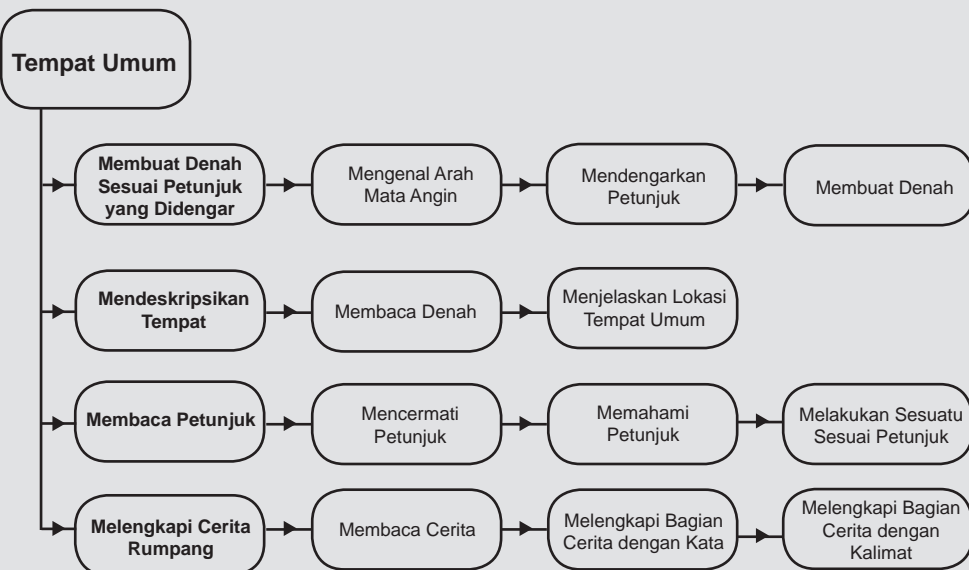 Tempat Umum
Membuat Denah
Sesuai Petunjuk
yang Didengar
Mengenal Arah
Mata Angin
Mendengarkan
Petunjuk
Membuat Denah
Mendeskripsikan
Tempat
Membaca Denah
Menjelaskan Lokasi
Tempat Umum
Membaca Petunjuk
Mencermati
Petunjuk
Memahami
Petunjuk
Melakukan Sesuatu
Sesuai Petunjuk
Melengkapi Cerita
Rumpang
Membaca Cerita
Melengkapi Bagian
Cerita dengan Kata
Melengkapi Bagian
Cerita dengan
Kalimat